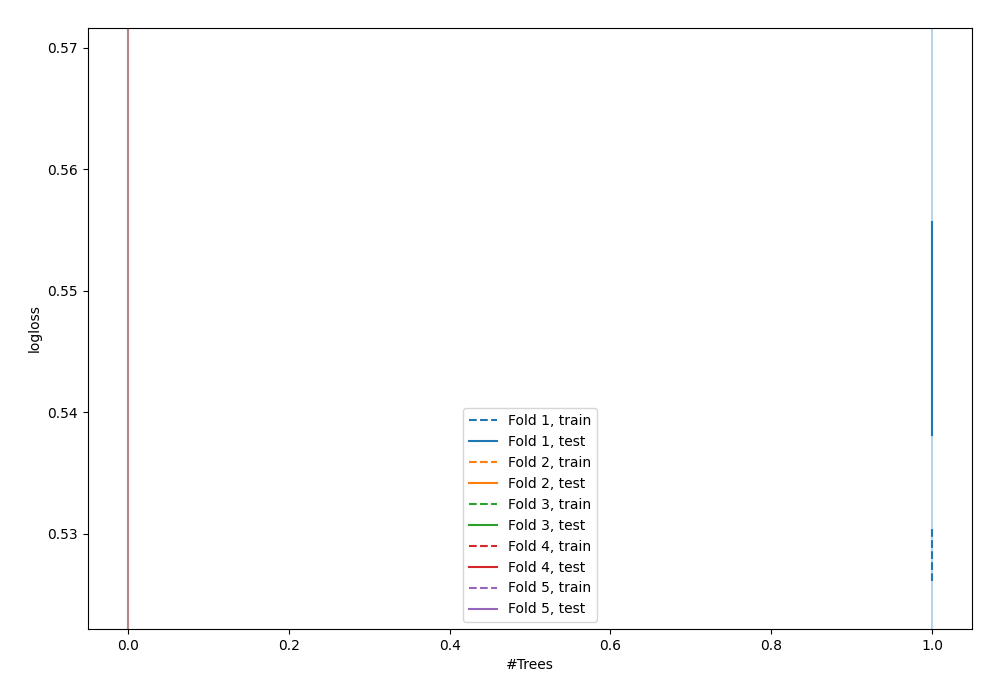 0.57
0.56
0.55
0.54
0.53
logloss
Fold 1, train
Fold 1, test
Fold 2, train
Fold 2, test
Fold 3, train
Fold 3, test
Fold 4, train
Fold 4, test
Fold 5, train
Fold 5, test
0.0 0.2 0.4 0.6 0.8 1.0
#Trees